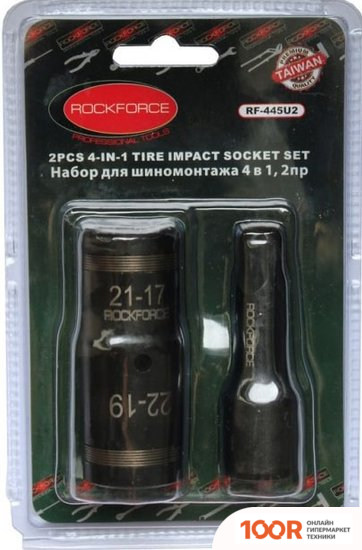 ROCKFORCE
PROFESSIONAL TOOLS
PREMIUM
TAIWAN
RF-445U2
2PCS 4-IN-1 TIRE IMPACT SOCKET SET
Набор для шиномонтажа 4 в 1, 2пр
21-17
ROCKFORCE
22-19
ROCKFORCE
100R
ОНЛАЙН
ГИПЕРМАРКЕТ
ТЕХНИКИ